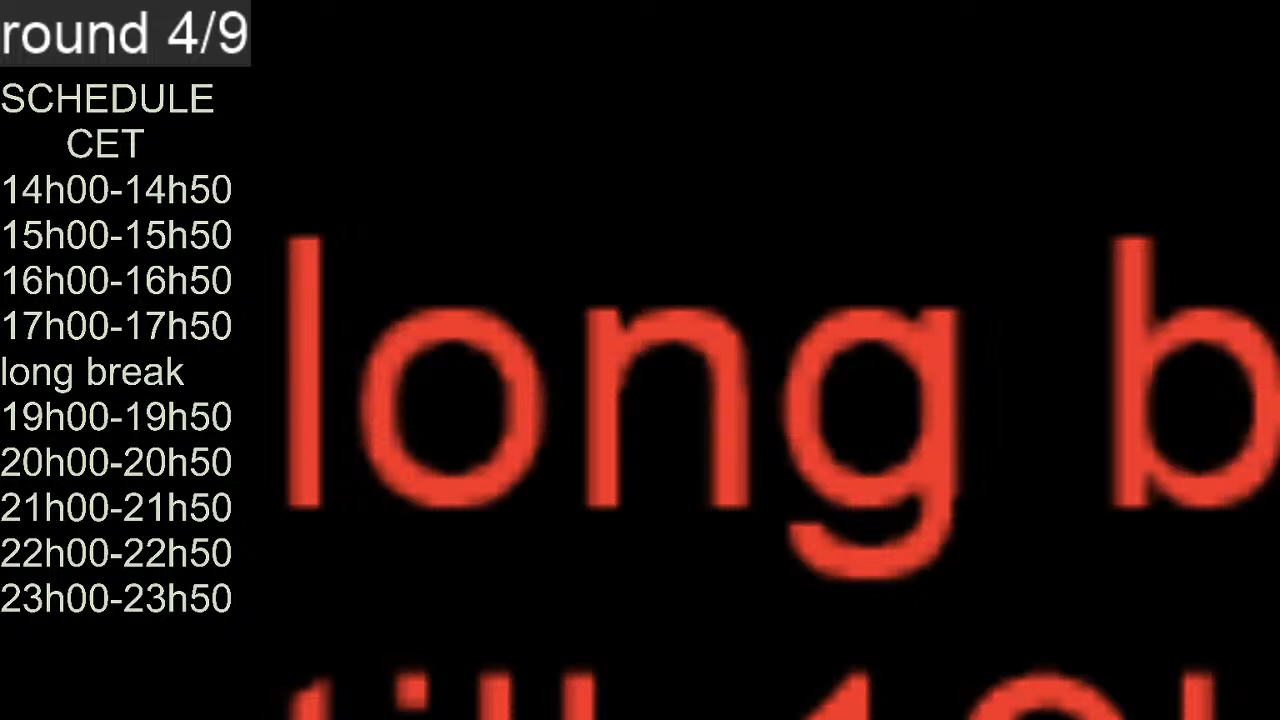 round 4/9
SCHEDULE
CET
14h00-14h50
15h00-15h50
16h00-16h50
17h00-17h50
long break
19h00-19h50
20h00-20h50
21h00-21h50
22h00-22h50
23h00-23h50
long b